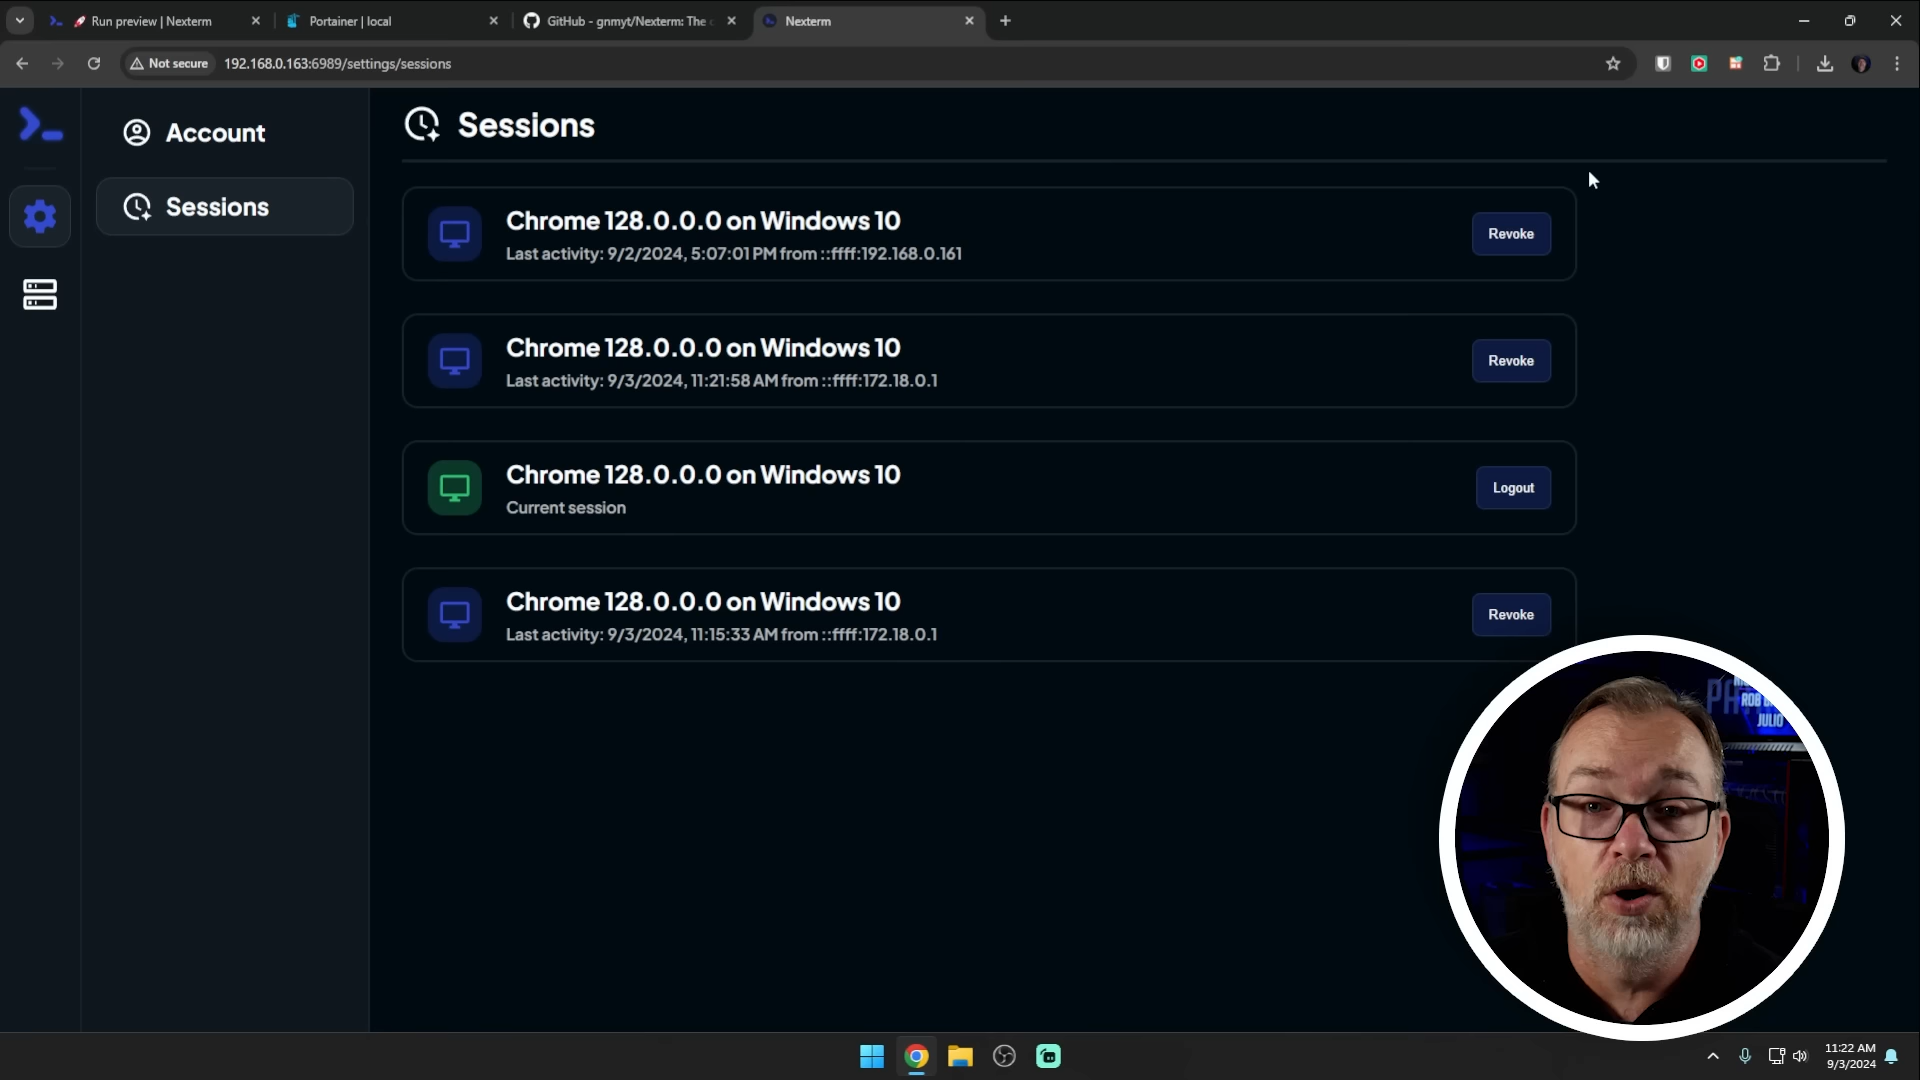 Run preview | Nexterm
Portainer | local
GitHub - gnmyt/Nexterm: The
Nexterm
Not secure
192.168.0.163:6989/settings/sessions
Account
Sessions
Sessions
Chrome 128.0.0.0 on Windows 10
Last activity: 9/2/2024, 5:07:01 PM from ::ffff:192.168.0.161
Revoke
Chrome 128.0.0.0 on Windows 10
Last activity: 9/3/2024, 11:21:58 AM from ::ffff:172.18.0.1
Revoke
Chrome 128.0.0.0 on Windows 10
Current session
Logout
Chrome 128.0.0.0 on Windows 10
Last activity: 9/3/2024, 11:15:33 AM from ::ffff:172.18.0.1
Revoke
ROB
JULIO
11:22 AM
9/3/2024